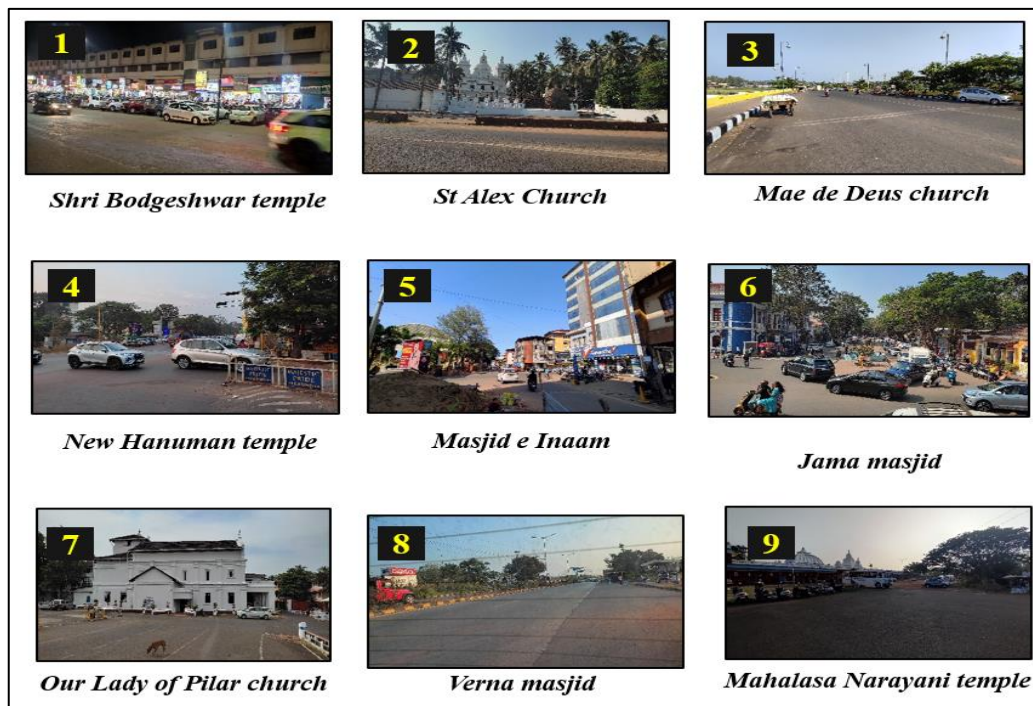 1
Shri Bodgeshwar temple
2
St Alex Church
3
Mae de Deus church
4
New Hanuman temple
5
Masjid e Inaam
6
Jama masjid
7
Our Lady of Pilar church
8
Verna masjid
9
Mahalasa Narayani temple